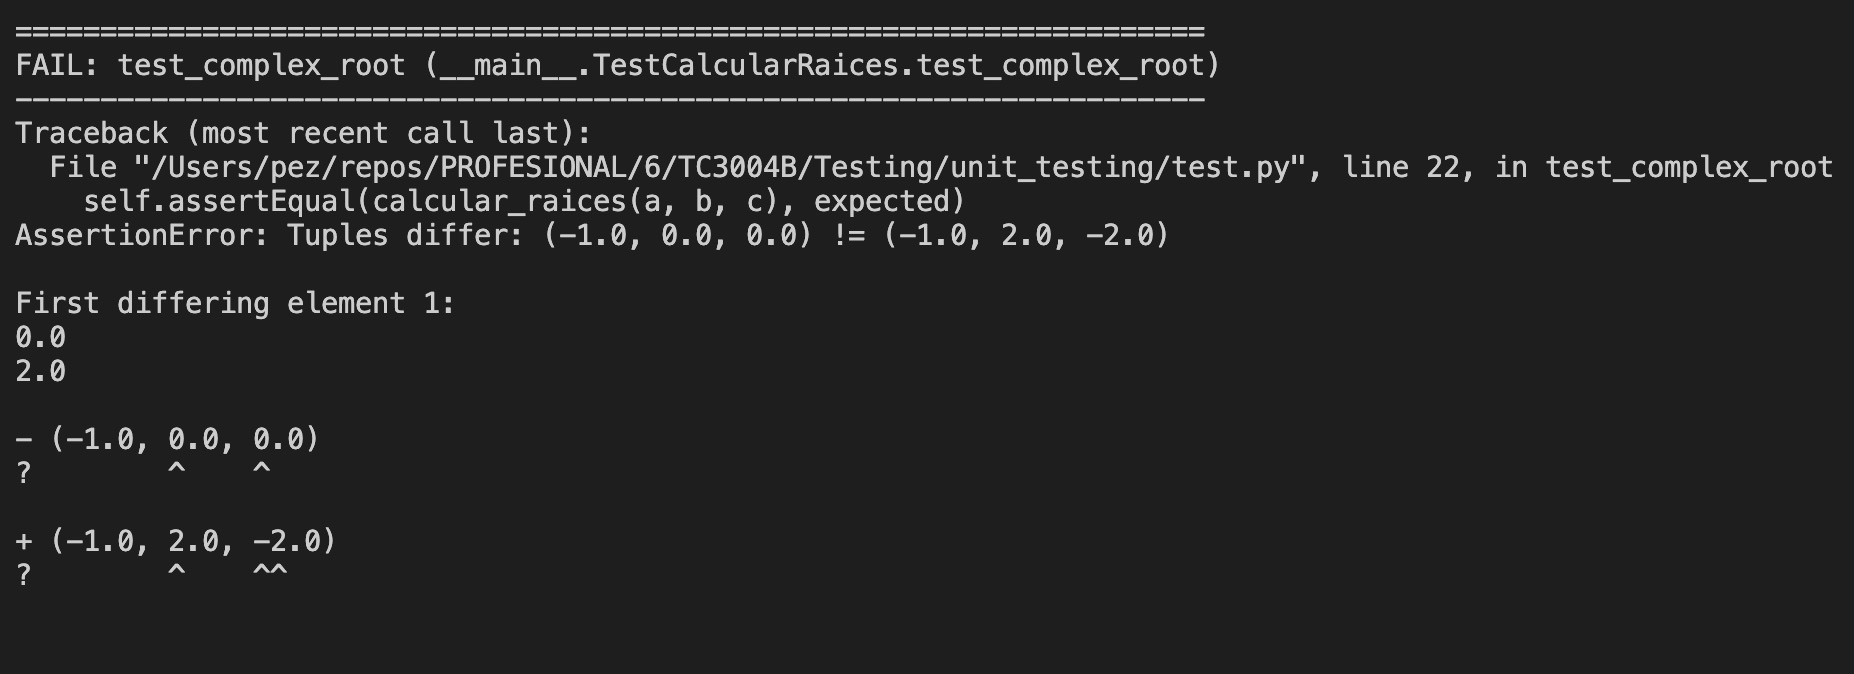 ======================================================================
FAIL: test_complex_root (__main__.TestCalcularRaices.test_complex_root)
----------------------------------------------------------------------
Traceback (most recent call last):
  File "/Users/pez/repos/PROFESIONAL/6/TC3004B/Testing/unit_testing/test.py", line 22, in test_complex_root
    self.assertEqual(calcular_raices(a, b, c), expected)
AssertionError: Tuples differ: (-1.0, 0.0, 0.0) != (-1.0, 2.0, -2.0)

First differing element 1:
0.0
2.0

- (-1.0, 0.0, 0.0)
?        ^    ^

+ (-1.0, 2.0, -2.0)
?        ^    ^^